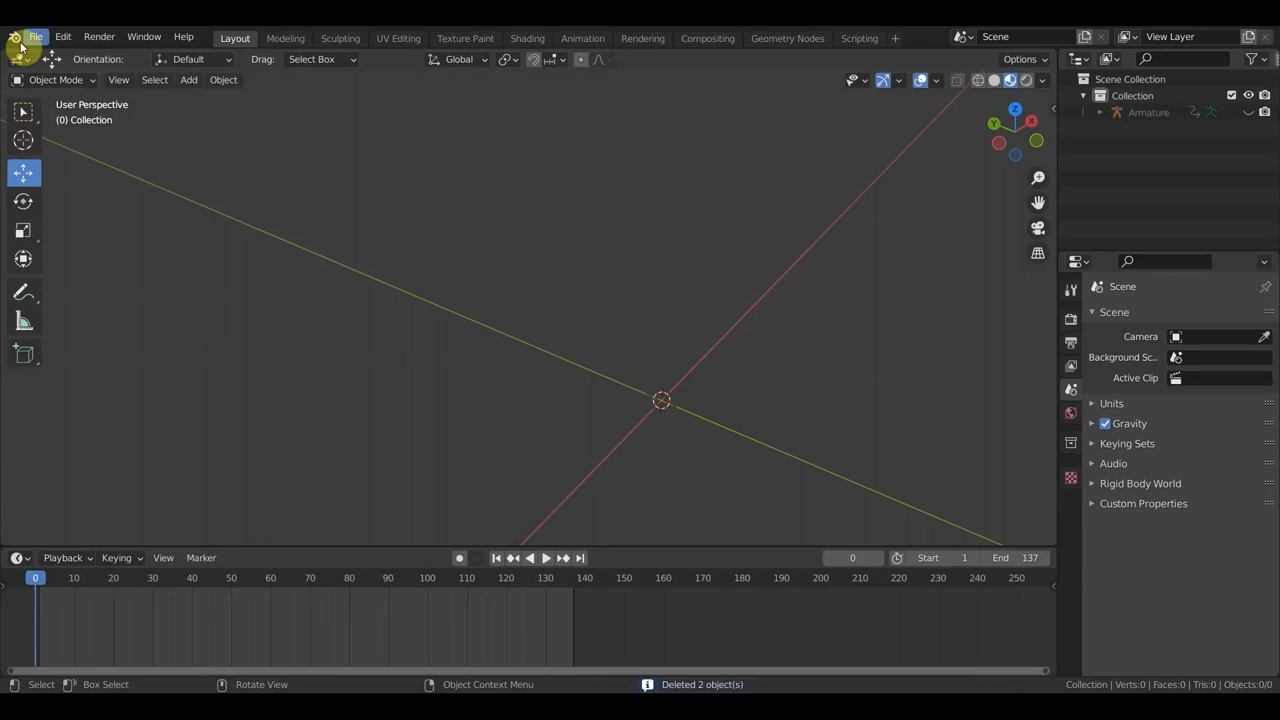 File Edit Render Window Help Layout Modeling Sculpting UV Editing Texture Paint Shading Animation Rendering Compositing Geometry Nodes Scripting + Scene View Layer
Orientation: Default Drag: Select Box Global Options
Object Mode View Select Add Object
User Perspective
(0) Collection
Z
Y
X
Scene Collection
Collection
Armature
Scene
Scene
Camera
Background Sc...
Active Clip
Units
Gravity
Keying Sets
Audio
Rigid Body World
Custom Properties
Playback Keying View Marker 0 Start 1 End 137
0 10 20 30 40 50 60 70 80 90 100 110 120 130 140 150 160 170 180 190 200 210 220 230 240 250
Select Box Select Rotate View Object Context Menu Deleted 2 object(s) Collection | Verts:0 | Faces:0 | Tris:0 | Objects:0/0